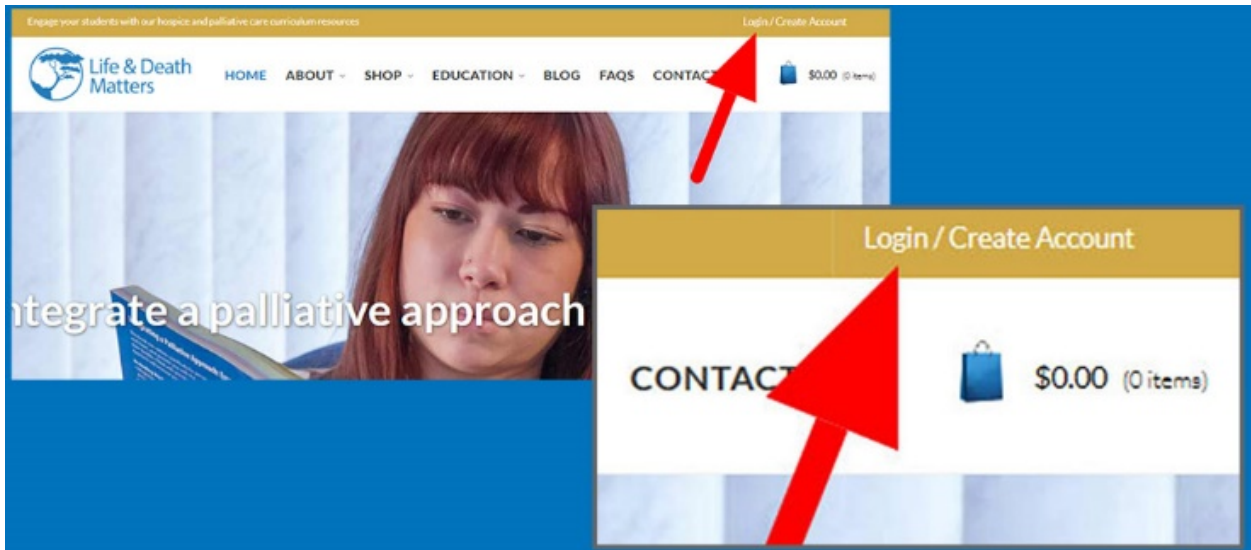 Engage your students with our hospice and palliative care curriculum resources
Login / Create Account
Life & Death
Matters
HOME ABOUT SHOP EDUCATION BLOG FAQS CONTACT $0.00 (0 items)
ntegrate a palliative approach
Login / Create Account
CONTACT $0.00 (0 items)